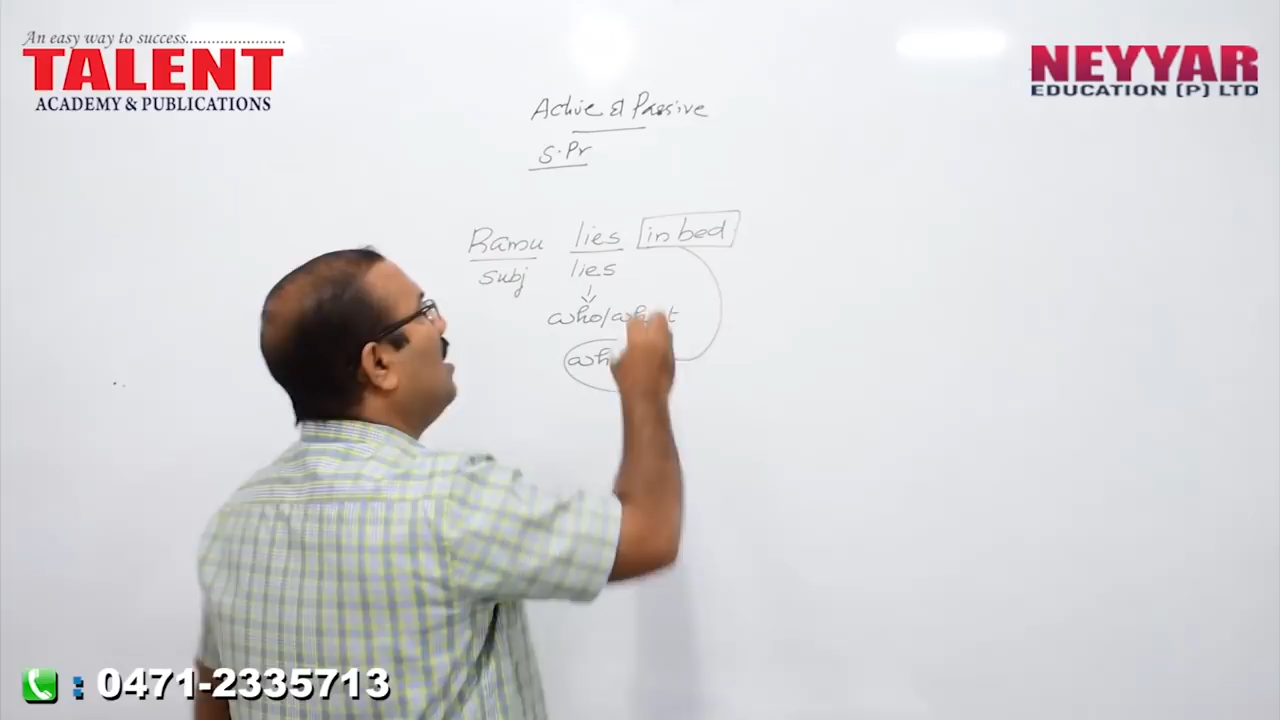 An easy way to success.......................
TALENT
ACADEMY & PUBLICATIONS
NEYYAR
EDUCATION (P) LTD
Active & Passive
S.Pr
Ramu lies in bed
Subj lies
who/what
0471-2335713